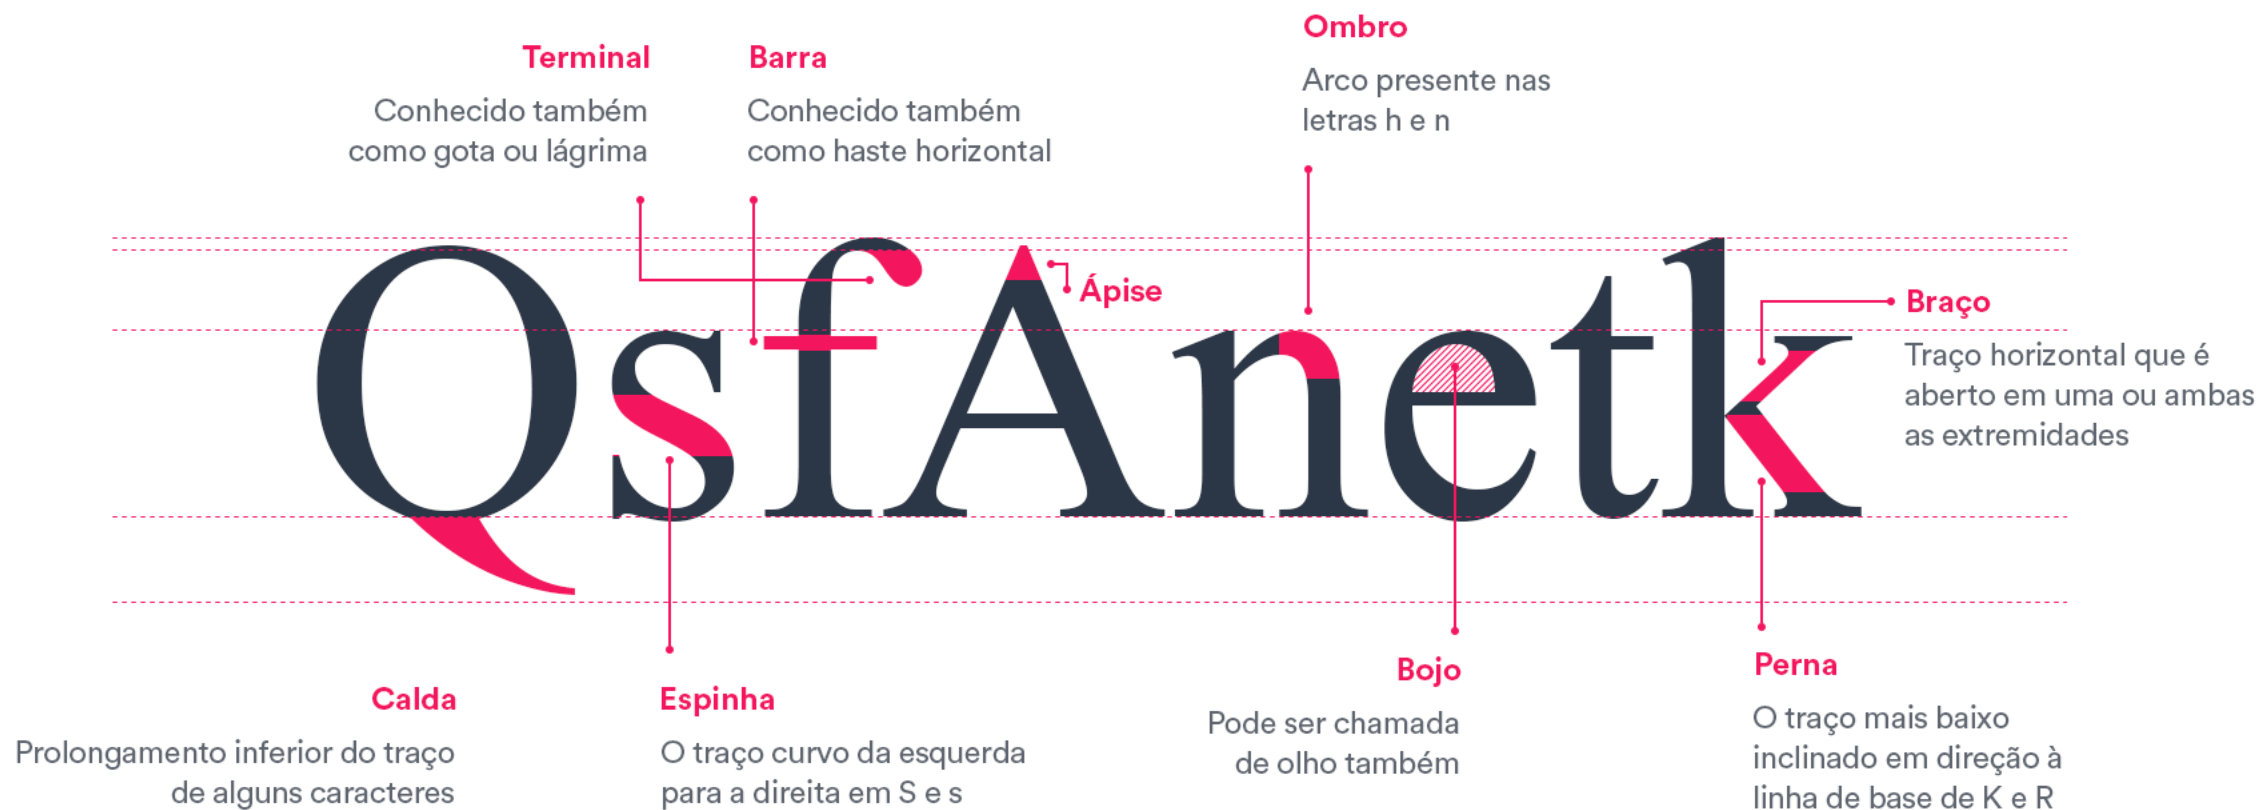 Terminal
Conhecido também
como gota ou lágrima
Barra
Conhecido também
como haste horizontal
Ombro
Arco presente nas
letras h e n
Ápise
QsfAnetk
Braço
Traço horizontal que é
aberto em uma ou ambas
as extremidades
Calda
Prolongamento inferior do traço
de alguns caracteres
Espinha
O traço curvo da esquerda
para a direita em S e s
Bojo
Pode ser chamada
de olho também
Perna
O traço mais baixo
inclinado em direção à
linha de base de K e R